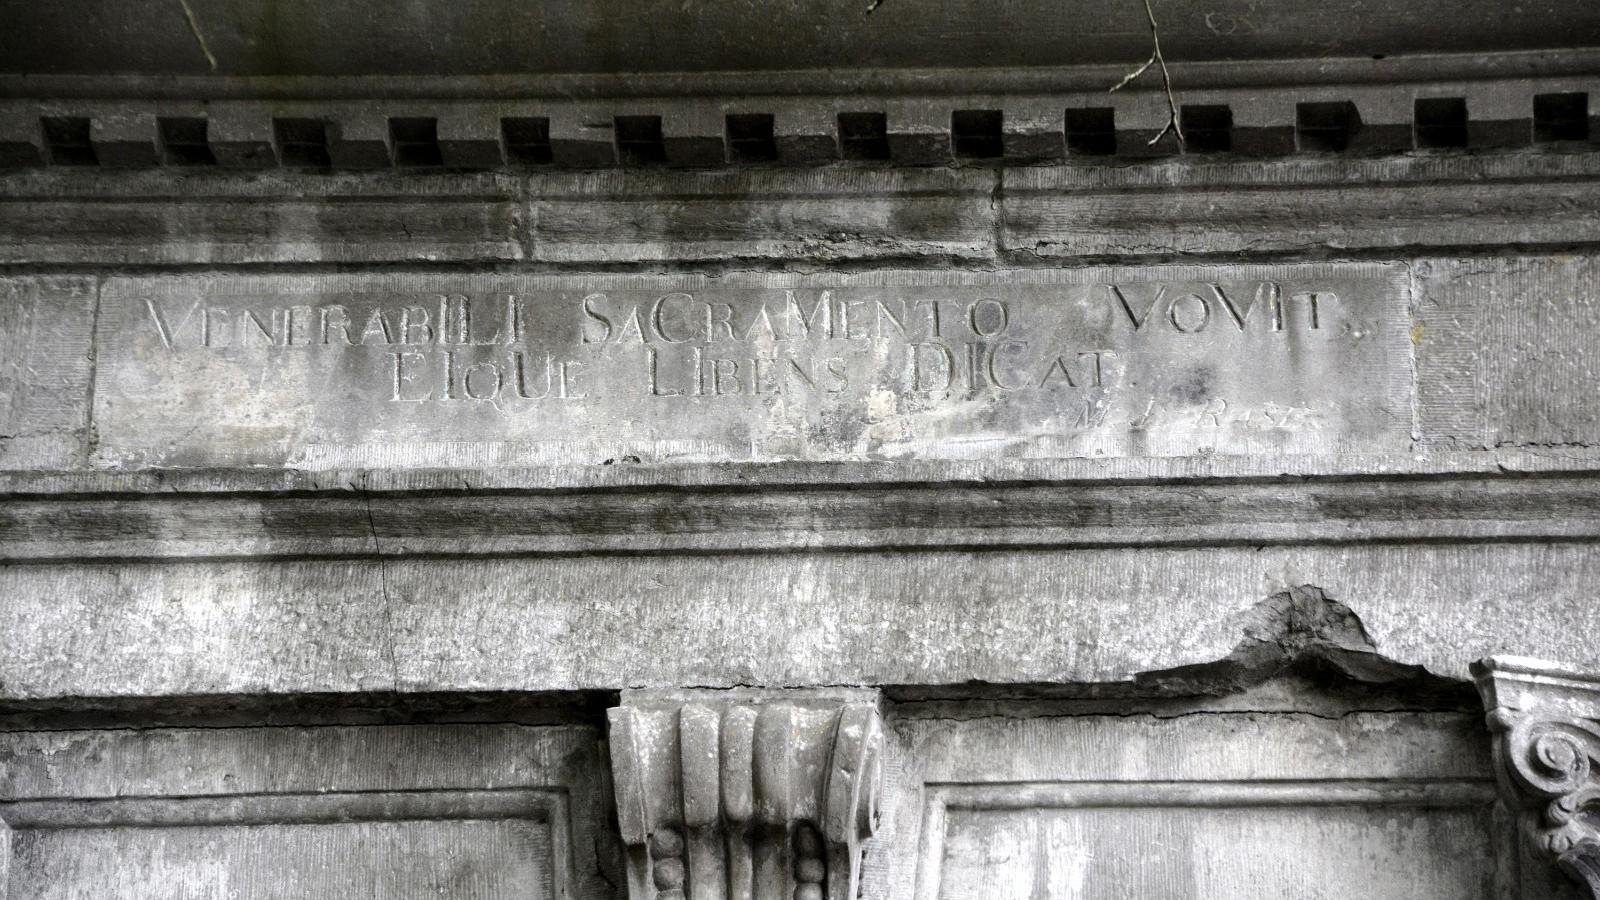 VENERABILI SACRAMENTO VOVIT.
EIQUE LIBENS DICAT.